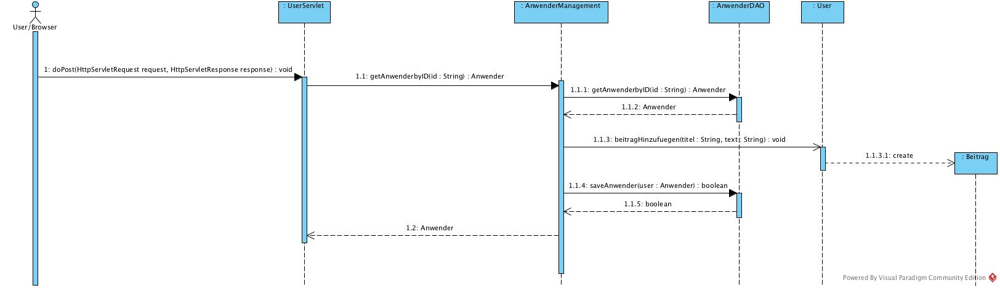 : UserServlet
: AnwenderManagement
: AnwenderDAO
: User
User/Browser
1: doPost(HttpServletRequest request, HttpServletResponse response) : void
1.1: getAnwenderbyID(id : String) : Anwender
1.1.1: getAnwenderbyID(id : String) : Anwender
1.1.2: Anwender
1.1.3: beitragHinzufuegen(titel : String, text : String) : void
1.1.3.1: create
: Beitrag
1.1.4: saveAnwender(user : Anwender) : boolean
1.1.5: boolean
1.2: Anwender
Powered By Visual Paradigm Community Edition